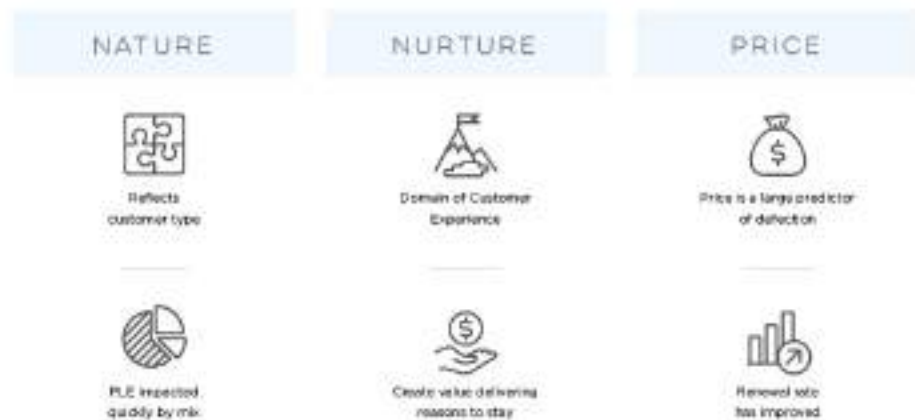 NATURE
NURTURE
PRICE
Reflects
customer type
Domain of Customer
Experience
Price is a large predictor
of defection
PLE impacted
quickly by mix
Create value delivering
reasons to stay
Renewal rate
has improved